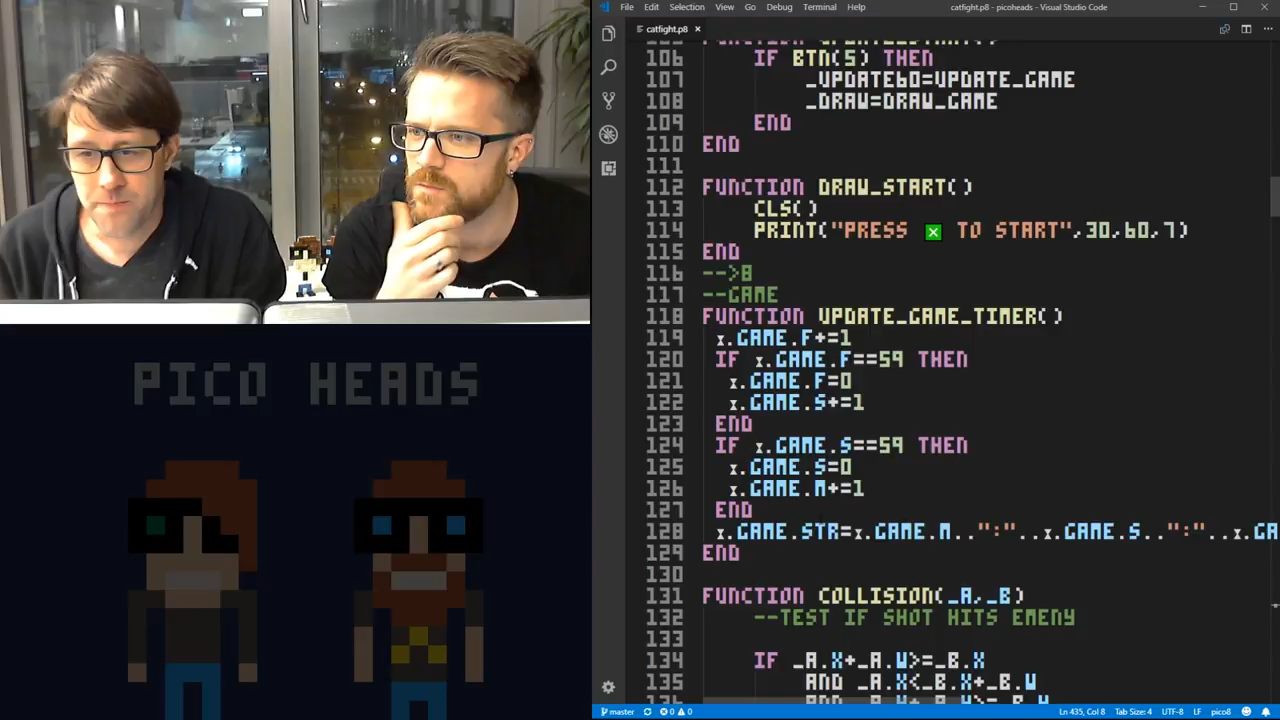 File Edit Selection View Go Debug Terminal Help
catfight.p8 - picoheads - Visual Studio Code
catfight.p8
106 IF BTN(5) THEN
107 _UPDATE60=UPDATE_GAME
108 _DRAW=DRAW_GAME
109 END
110 END
111
112 FUNCTION DRAW_START()
113 CLS()
114 PRINT("PRESS ❎ TO START",30,60,7)
115 END
116 -->8
117 --GAME
118 FUNCTION UPDATE_GAME_TIMER()
119 X.GAME.F+=1
120 IF X.GAME.F==59 THEN
121 X.GAME.F=0
122 X.GAME.S+=1
123 END
124 IF X.GAME.S==59 THEN
125 X.GAME.S=0
126 X.GAME.M+=1
127 END
128 X.GAME.STR=X.GAME.M..":"..X.GAME.S..":"..X.GA
129 END
130
131 FUNCTION COLLISION(_A,_B)
132 --TEST IF SHOT HITS EMENY
133
134 IF _A.X+_A.W>=_B.X
135 AND _A.X<_B.X+_B.W
PICO HEADS
master 0 0 Ln 435, Col 8 Tab Size: 4 UTF-8 LF pico8